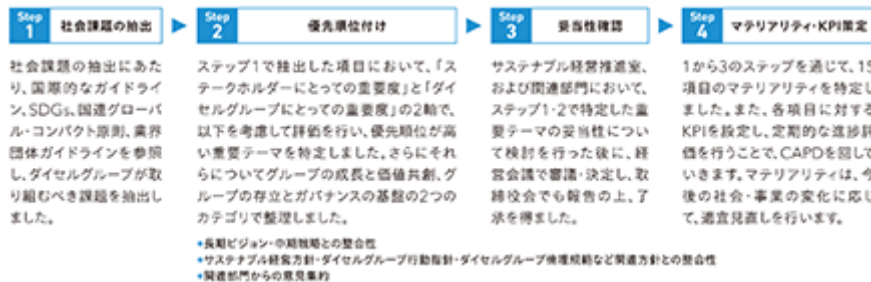 Step 1 社会課題の抽出
社会課題の抽出にあた
り、国際的なガイドライ
ン、SDGs、国連グローバ
ル・コンパクト原則、業界
団体ガイドラインを参照
し、ダイセルグループが取
り組むべき課題を抽出し
ました。
Step 2 優先順位付け
ステップ1で抽出した項目において、「ス
テークホルダーにとっての重要度」と「ダイ
セルグループにとっての重要度」の2軸で、
以下を考慮して評価を行い、優先順位が高
い重要テーマを特定しました。さらにそれ
らについてグループの成長と価値共創、グ
ループの存立とガバナンスの基盤の2つの
カテゴリで整理しました。
•長期ビジョン・中期戦略との整合性
•サステナブル経営方針・ダイセルグループ行動指針・ダイセルグループ倫理規範など関連方針との整合性
•関連部門からの意見集約
Step 3 妥当性確認
サステナブル経営推進室、
および関連部門において、
ステップ1・2で特定した重
要テーマの妥当性につい
て検討を行った後に、経
営会議で審議・決定し、取
締役会でも報告の上、了
承を得ました。
Step 4 マテリアリティ・KPI策定
1から3のステップを通じて、15
項目のマテリアリティを特定し
ました。また、各項目に対する
KPIを設定し、定期的な進捗評
価を行うことで、CAPDを回して
いきます。マテリアリティは、今
後の社会・事業の変化に応じ
て、適宜見直しを行います。